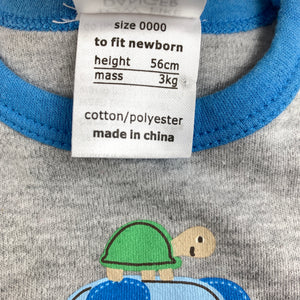 size 0000
to fit newborn
height 56cm
mass 3kg
cotton/polyester
made in china